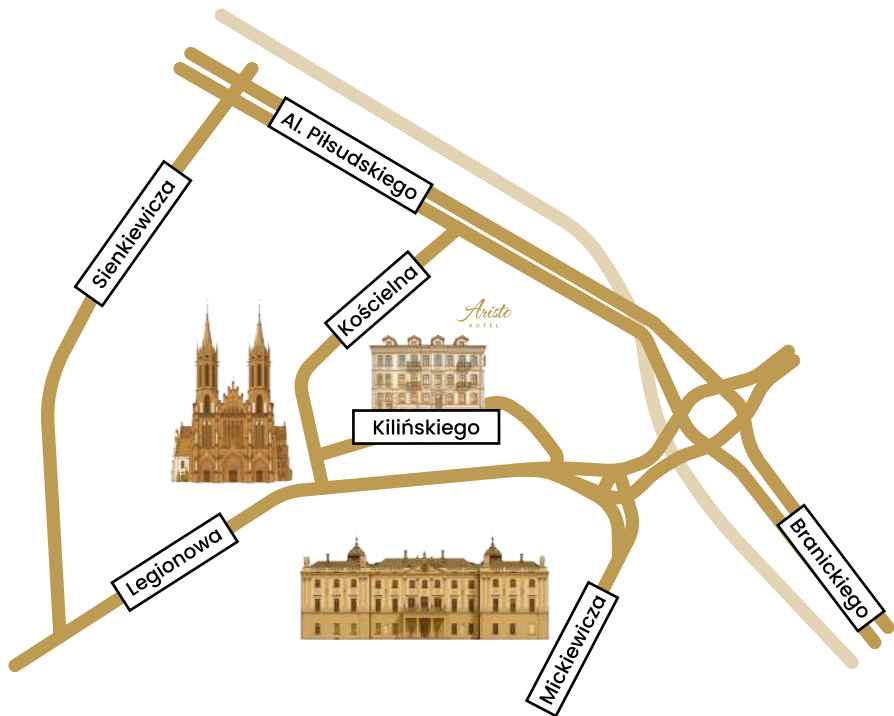 Al. Piłsudskiego
Sienkiewicza
Kościelna
Aristo
HOTEL
Kilińskiego
Legionowa
Branickiego
Mickiewicza